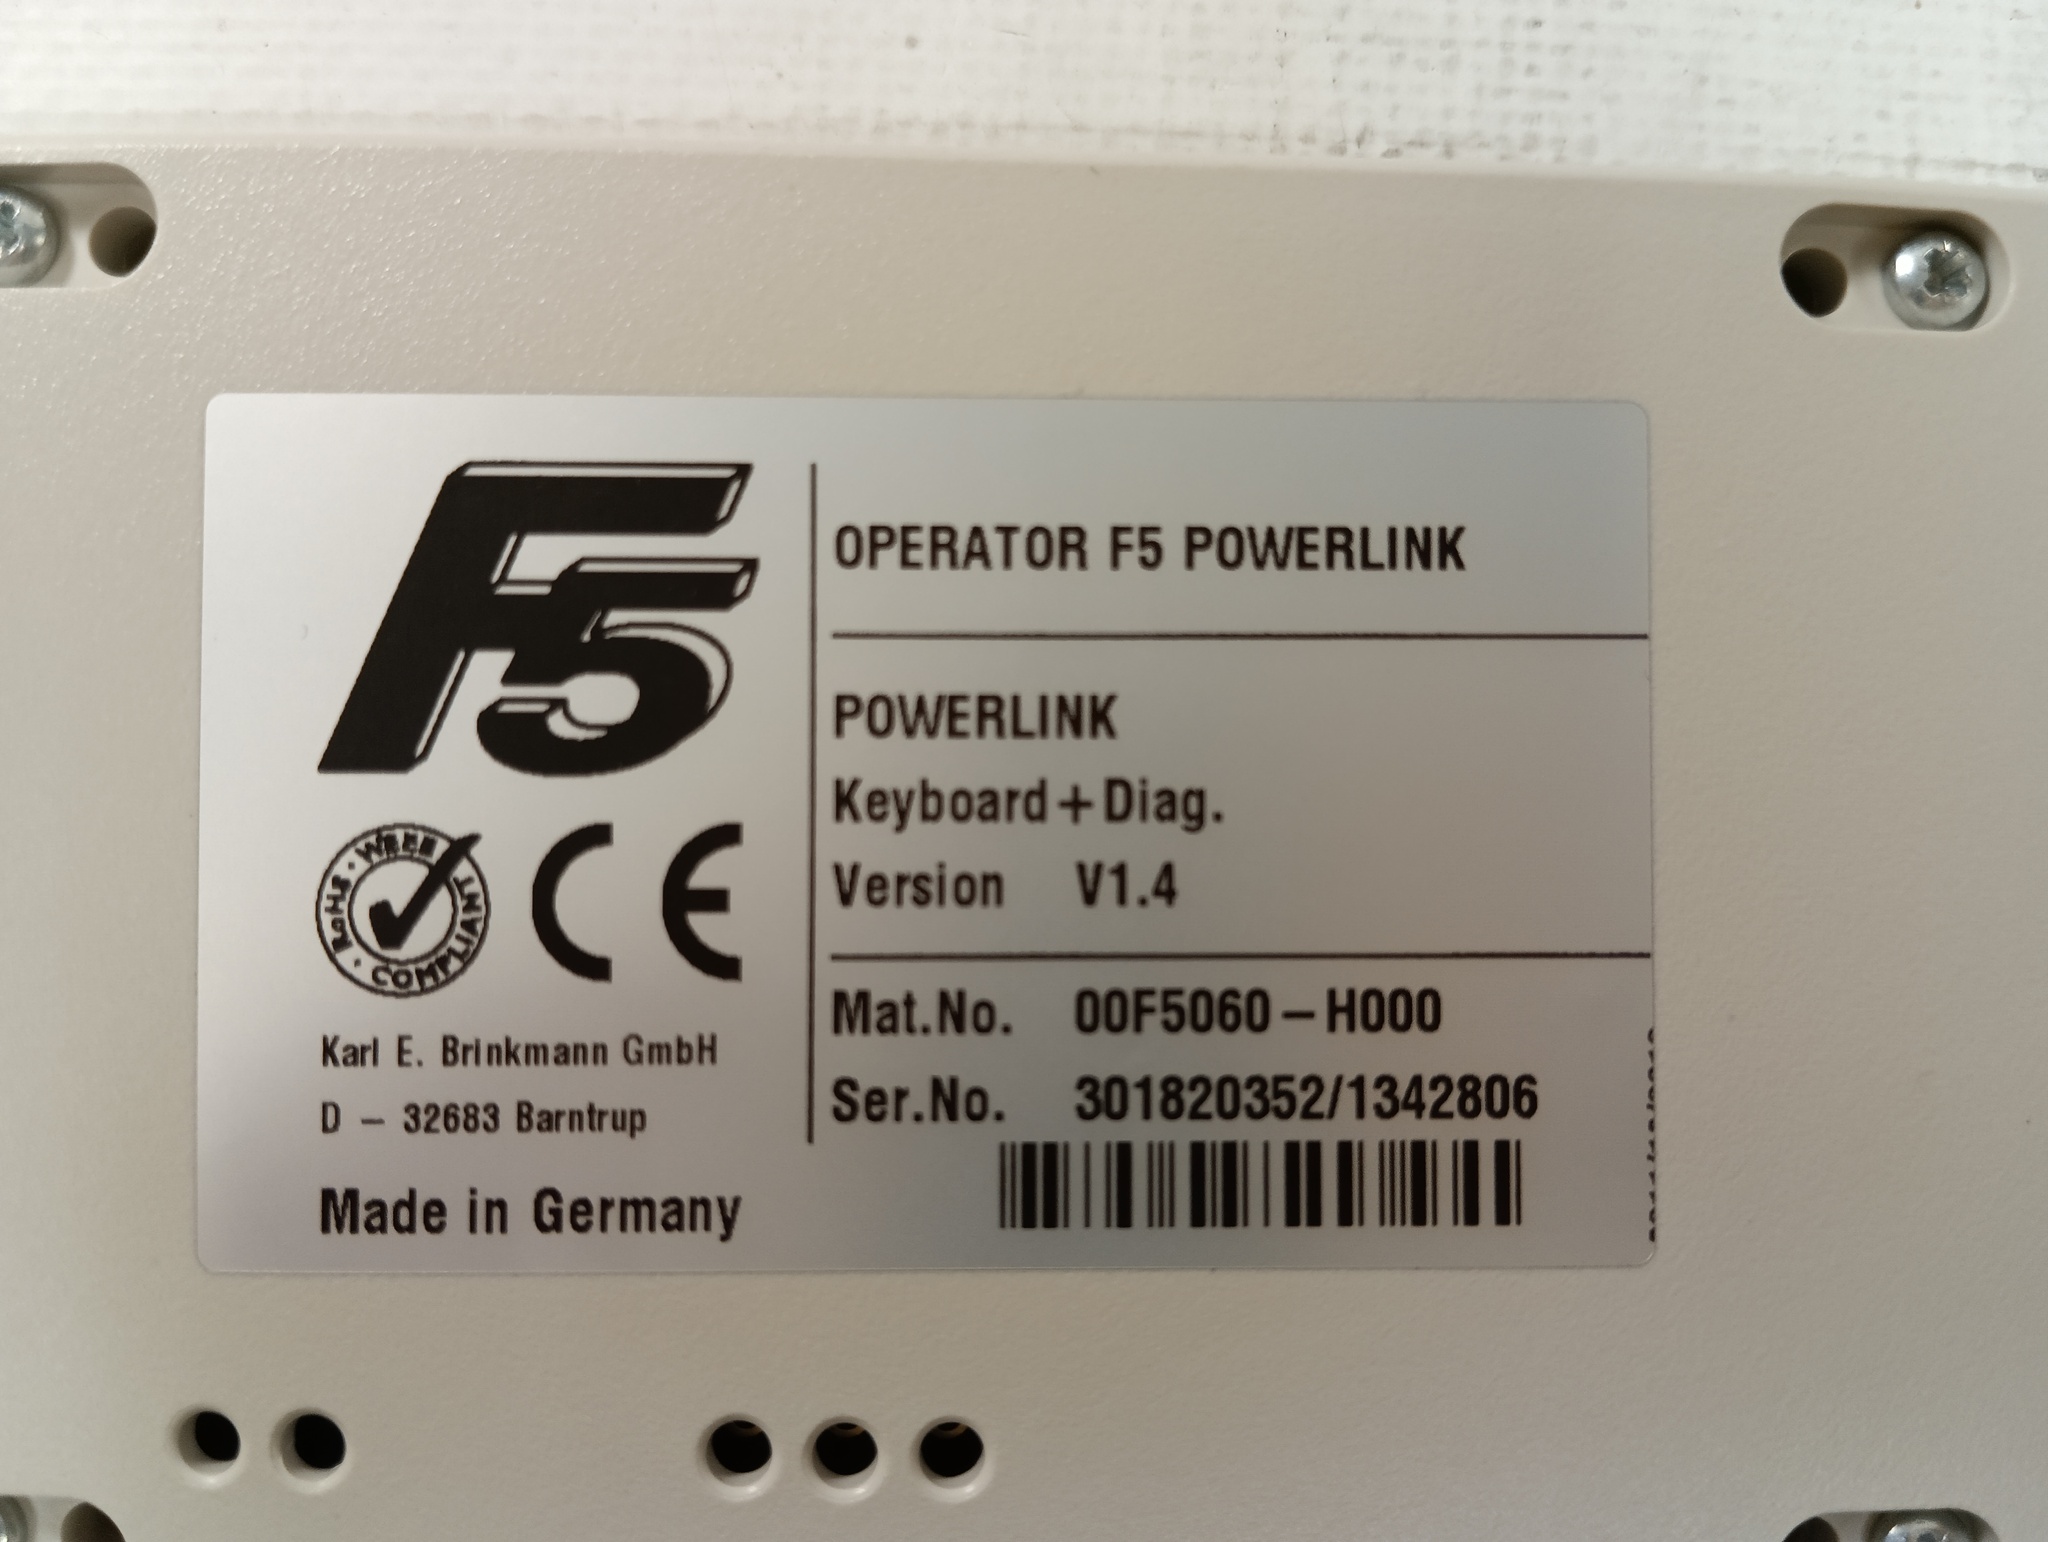 F5
WEEE · COMPLIANT · RoHS ·
CE
Karl E. Brinkmann GmbH
D – 32683 Barntrup
Made in Germany
OPERATOR F5 POWERLINK
POWERLINK
Keyboard+Diag.
Version V1.4
Mat.No. 00F5060–H000
Ser.No. 301820352/1342806